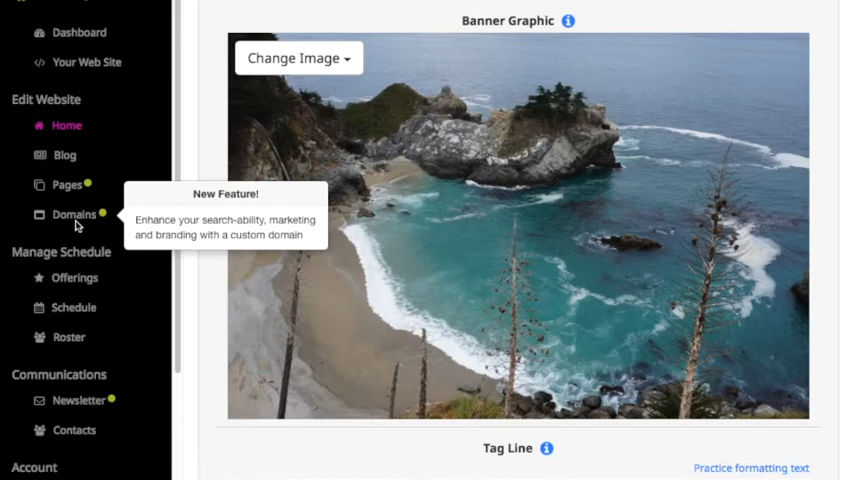 Dashboard
Your Web Site
Edit Website
Home
Blog
Pages
Domains
Manage Schedule
Offerings
Schedule
Roster
Communications
Newsletter
Contacts
Account
New Feature!
Enhance your search-ability, marketing
and branding with a custom domain
Banner Graphic
Change Image
Tag Line
Practice formatting text